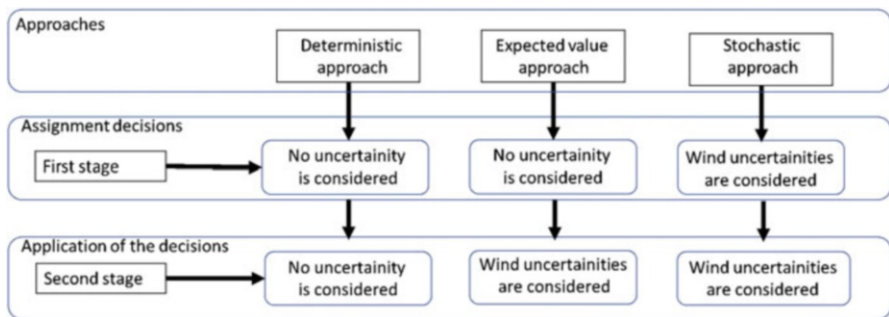 Approaches
Deterministic
approach
Expected value
approach
Stochastic
approach
Assignment decisions
First stage
No uncertainity
is considered
No uncertainity
is considered
Wind uncertainities
are considered
Application of the decisions
Second stage
No uncertainity
is considered
Wind uncertainities
are considered
Wind uncertainities
are considered